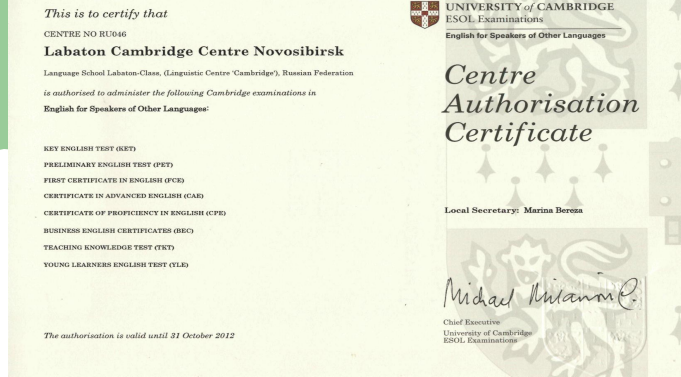 This is to certify that
CENTRE NO RU046
Labaton Cambridge Centre Novosibirsk
Language School Labaton-Class, (Linguistic Centre 'Cambridge'), Russian Federation
is authorised to administer the following Cambridge examinations in
English for Speakers of Other Languages:
KEY ENGLISH TEST (KET)
PRELIMINARY ENGLISH TEST (PET)
FIRST CERTIFICATE IN ENGLISH (FCE)
CERTIFICATE IN ADVANCED ENGLISH (CAE)
CERTIFICATE OF PROFICIENCY IN ENGLISH (CPE)
BUSINESS ENGLISH CERTIFICATES (BEC)
TEACHING KNOWLEDGE TEST (TKT)
YOUNG LEARNERS ENGLISH TEST (YLE)
The authorisation is valid until 31 October 2012
UNIVERSITY of CAMBRIDGE
ESOL Examinations
English for Speakers of Other Languages
Centre
Authorisation
Certificate
Local Secretary: Marina Bereza
Michael
Chief Executive
University of Cambridge
ESOL Examinations